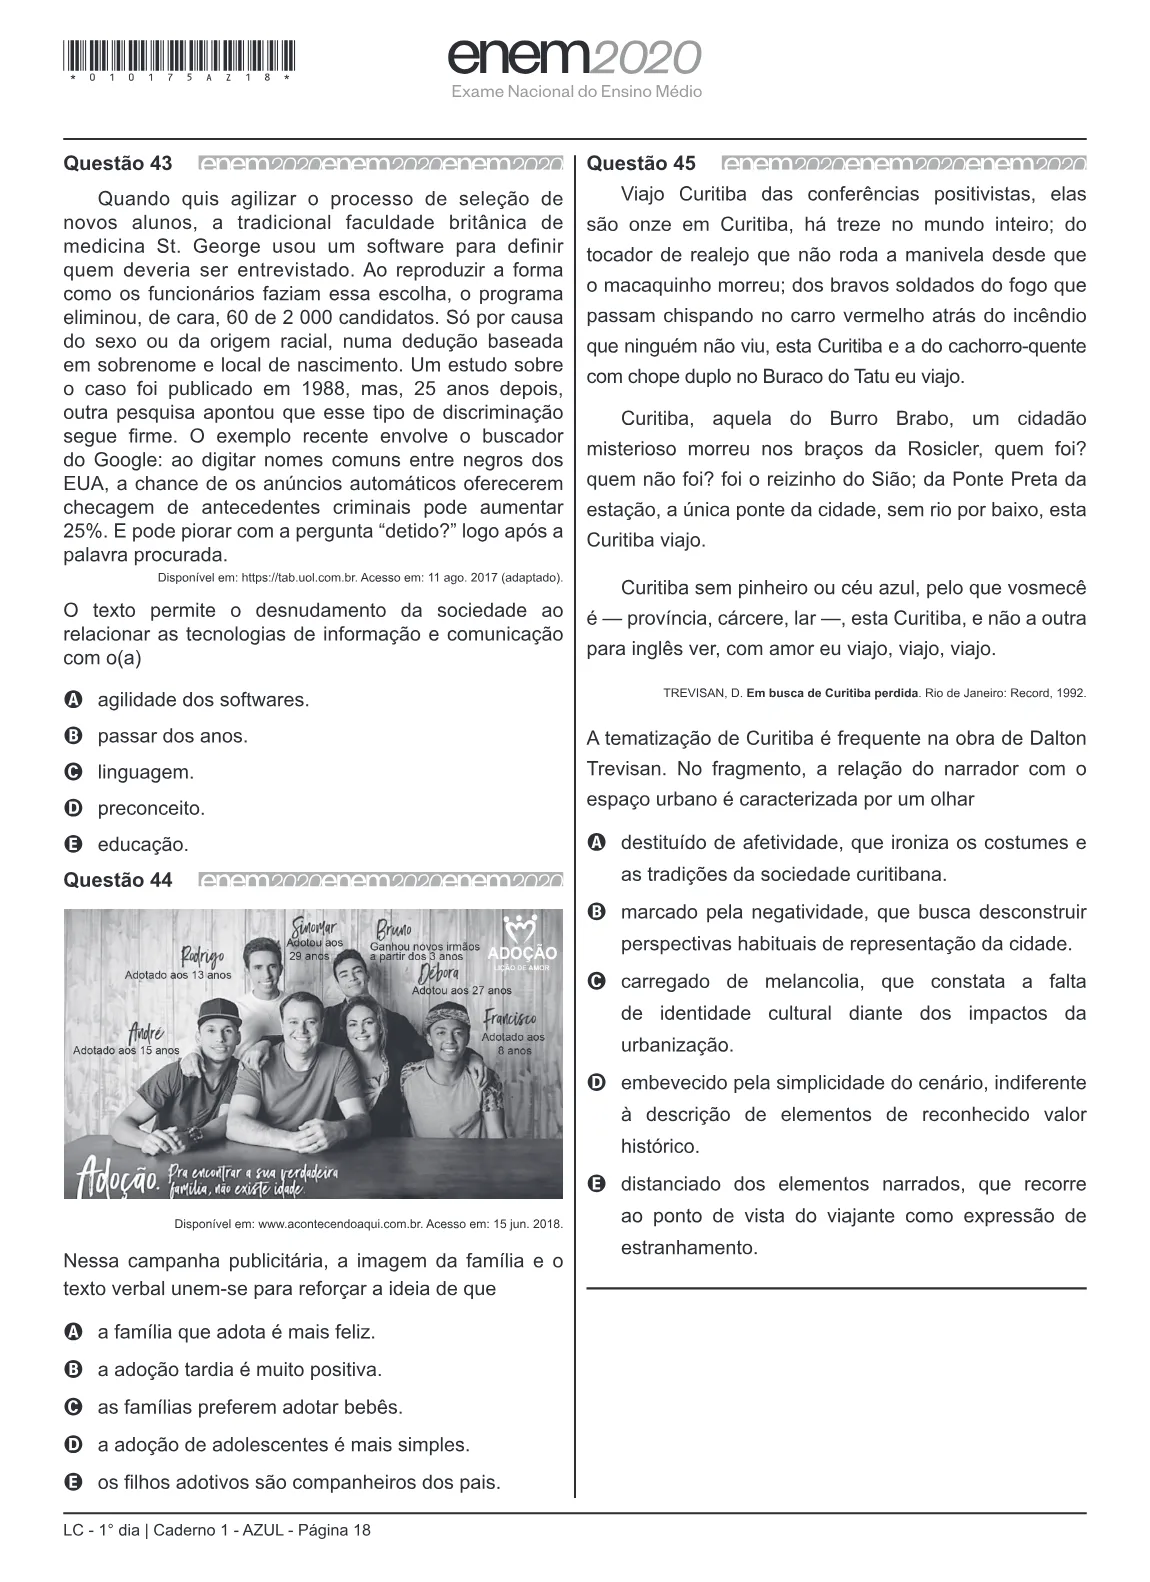 *010175AZ18*
enem2020
Exame Nacional do Ensino Médio
Questão 43 enem2020enem2020enem2020
Quando quis agilizar o processo de seleção de
novos alunos, a tradicional faculdade britânica de
medicina St. George usou um software para definir
quem deveria ser entrevistado. Ao reproduzir a forma
como os funcionários faziam essa escolha, o programa
eliminou, de cara, 60 de 2 000 candidatos. Só por causa
do sexo ou da origem racial, numa dedução baseada
em sobrenome e local de nascimento. Um estudo sobre
o caso foi publicado em 1988, mas, 25 anos depois,
outra pesquisa apontou que esse tipo de discriminação
segue firme. O exemplo recente envolve o buscador
do Google: ao digitar nomes comuns entre negros dos
EUA, a chance de os anúncios automáticos oferecerem
checagem de antecedentes criminais pode aumentar
25%. E pode piorar com a pergunta “detido?” logo após a
palavra procurada.
Disponível em: https://tab.uol.com.br. Acesso em: 11 ago. 2017 (adaptado).
O texto permite o desnudamento da sociedade ao
relacionar as tecnologias de informação e comunicação
com o(a)
A agilidade dos softwares.
B passar dos anos.
C linguagem.
D preconceito.
E educação.
Questão 44 enem2020enem2020enem2020
Sinomar
Adotou aos
29 anos
Bruno
Ganhou novos irmãos
a partir dos 3 anos
ADOÇÃO
LIÇÃO DE AMOR
Rodrigo
Adotado aos 13 anos
Débora
Adotou aos 27 anos
André
Adotado aos 15 anos
Francisco
Adotado aos
8 anos
Adoção. Pra encontrar a sua verdadeira
família, não existe idade.
Disponível em: www.acontecendoaqui.com.br. Acesso em: 15 jun. 2018.
Nessa campanha publicitária, a imagem da família e o
texto verbal unem-se para reforçar a ideia de que
A a família que adota é mais feliz.
B a adoção tardia é muito positiva.
C as famílias preferem adotar bebês.
D a adoção de adolescentes é mais simples.
E os filhos adotivos são companheiros dos pais.
Questão 45 enem2020enem2020enem2020
Viajo Curitiba das conferências positivistas, elas
são onze em Curitiba, há treze no mundo inteiro; do
tocador de realejo que não roda a manivela desde que
o macaquinho morreu; dos bravos soldados do fogo que
passam chispando no carro vermelho atrás do incêndio
que ninguém não viu, esta Curitiba e a do cachorro-quente
com chope duplo no Buraco do Tatu eu viajo.
Curitiba, aquela do Burro Brabo, um cidadão
misterioso morreu nos braços da Rosicler, quem foi?
quem não foi? foi o reizinho do Sião; da Ponte Preta da
estação, a única ponte da cidade, sem rio por baixo, esta
Curitiba viajo.
Curitiba sem pinheiro ou céu azul, pelo que vosmecê
é — província, cárcere, lar —, esta Curitiba, e não a outra
para inglês ver, com amor eu viajo, viajo, viajo.
TREVISAN, D. Em busca de Curitiba perdida. Rio de Janeiro: Record, 1992.
A tematização de Curitiba é frequente na obra de Dalton
Trevisan. No fragmento, a relação do narrador com o
espaço urbano é caracterizada por um olhar
A destituído de afetividade, que ironiza os costumes e
as tradições da sociedade curitibana.
B marcado pela negatividade, que busca desconstruir
perspectivas habituais de representação da cidade.
C carregado de melancolia, que constata a falta
de identidade cultural diante dos impactos da
urbanização.
D embevecido pela simplicidade do cenário, indiferente
à descrição de elementos de reconhecido valor
histórico.
E distanciado dos elementos narrados, que recorre
ao ponto de vista do viajante como expressão de
estranhamento.
LC - 1° dia | Caderno 1 - AZUL - Página 18